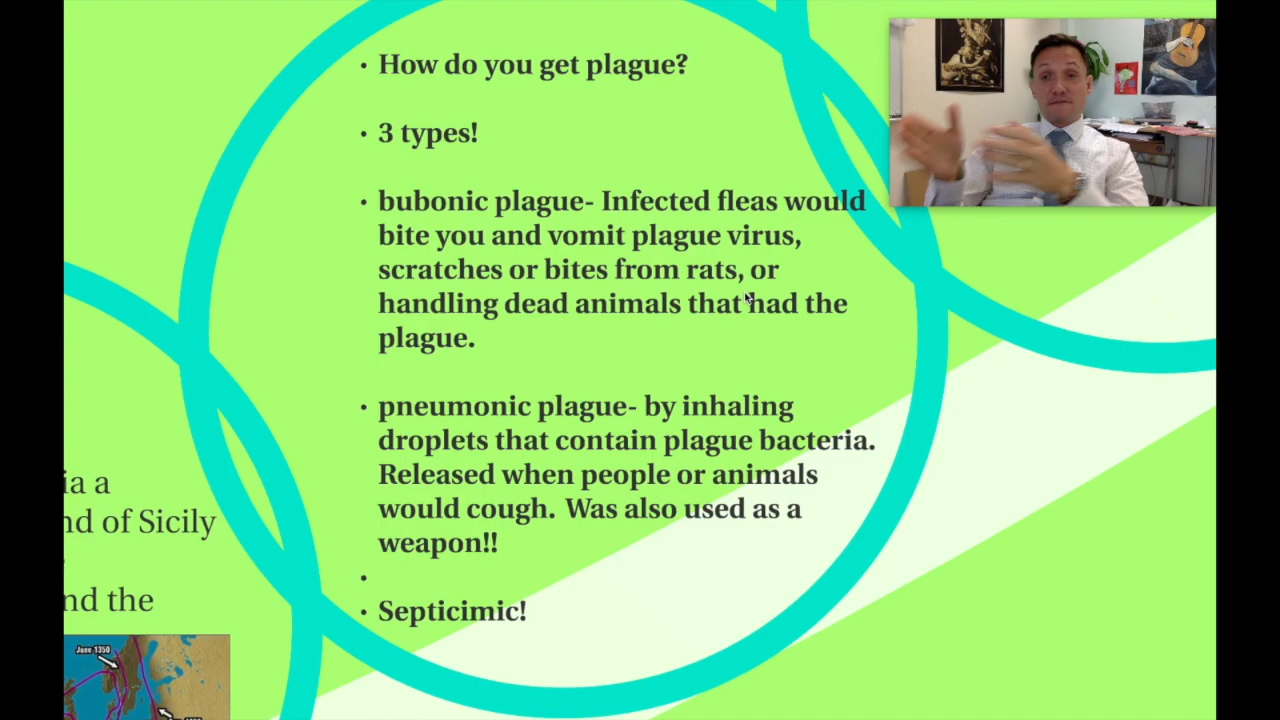 • How do you get plague?
• 3 types!
• bubonic plague- Infected fleas would
bite you and vomit plague virus,
scratches or bites from rats, or
handling dead animals that had the
plague.
• pneumonic plague- by inhaling
droplets that contain plague bacteria.
Released when people or animals
would cough. Was also used as a
weapon!!
•
• Septicimic!
ia a
nd of Sicily
nd the
June 1350